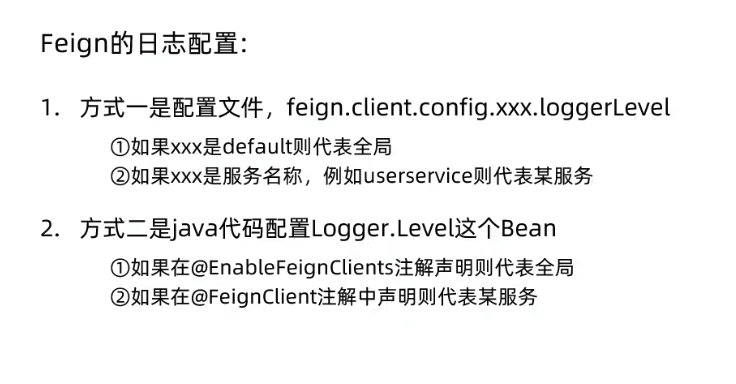 Feign的日志配置:
1. 方式一是配置文件，feign.client.config.xxx.loggerLevel
①如果xxx是default则代表全局
②如果xxx是服务名称，例如userservice则代表某服务
2. 方式二是java代码配置Logger.Level这个Bean
①如果在@EnableFeignClients注解声明则代表全局
②如果在@FeignClient注解中声明则代表某服务